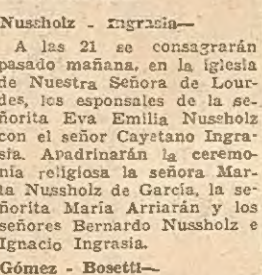 Nussholz - Ingrasia—
A las 21 se consagrarán
pasado mañana, en la iglesia
de Nuestra Señora de Lour-
des, los esponsales de la se-
ñorita Eva Emilia Nussholz
con el señor Cayetano Ingra-
sia. Apadrinarán la ceremo-
nia religiosa la señora Mar-
ta Nussholz de García, la se-
ñorita María Arriarán y los
señores Bernardo Nussholz e
Ignacio Ingrasia.
Gómez - Bosetti—